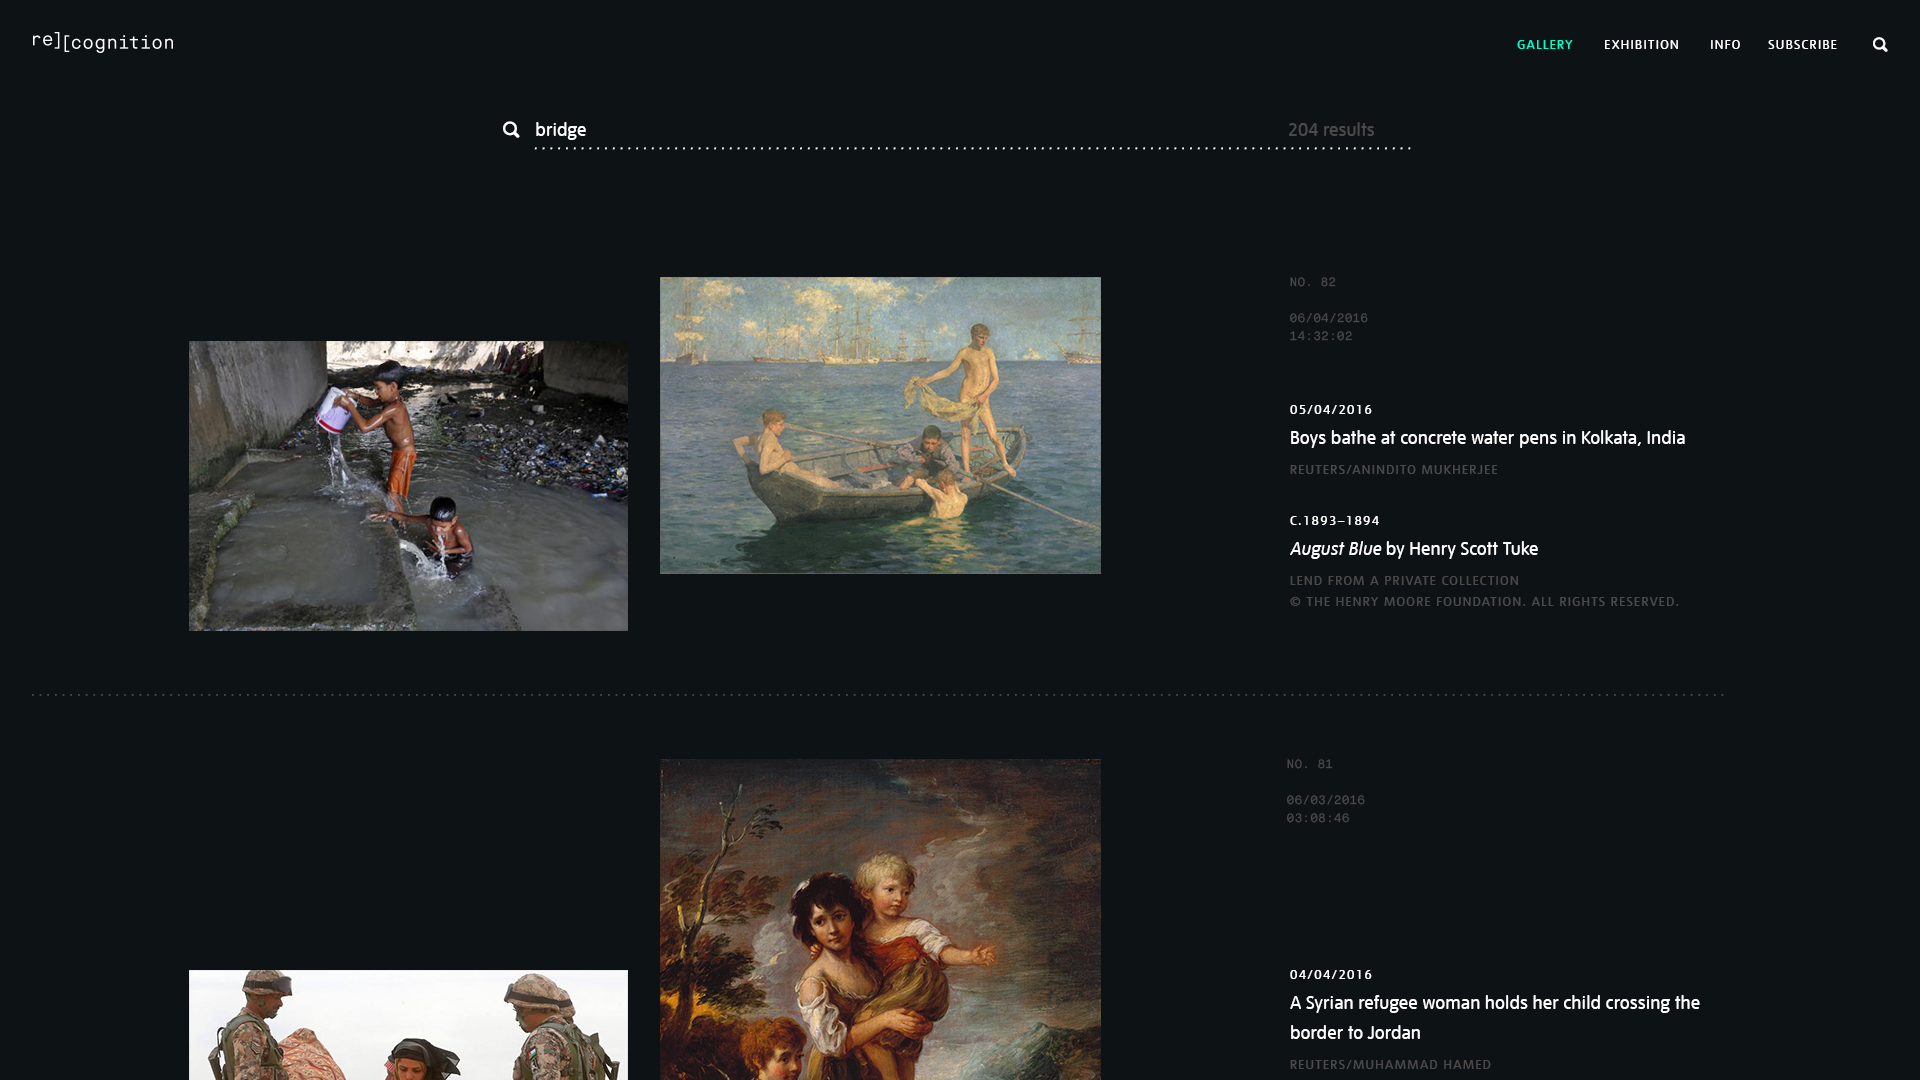 re][cognition
GALLERY
EXHIBITION
INFO
SUBSCRIBE
bridge
204 results
NO. 82
06/04/2016
14:32:02
05/04/2016
Boys bathe at concrete water pens in Kolkata, India
REUTERS/ANINDITO MUKHERJEE
C.1893–1894
August Blue by Henry Scott Tuke
LEND FROM A PRIVATE COLLECTION
© THE HENRY MOORE FOUNDATION. ALL RIGHTS RESERVED.
NO. 81
06/03/2016
03:08:46
04/04/2016
A Syrian refugee woman holds her child crossing the
border to Jordan
REUTERS/MUHAMMAD HAMED